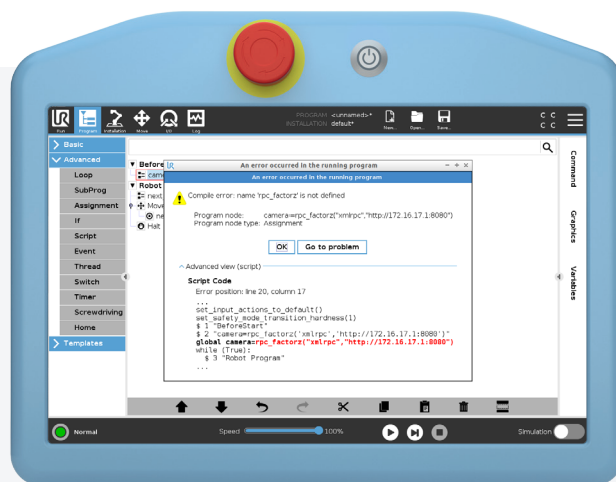 UR
Run
Program
Installation
Move
I/O
Log
PROGRAM <unnamed>*
INSTALLATION default*
New...
Open...
Save...
C C
C C
Basic
Advanced
Loop
SubProg
Assignment
If
Script
Event
Thread
Switch
Timer
Screwdriving
Home
Templates
Before
came
Robot
next
Move
ne
Halt
Command
Graphics
Variables
An error occurred in the running program
An error occurred in the running program
Compile error: name 'rpc_factorz' is not defined
Program node: camera=rpc_factorz("xmlrpc","http://172.16.17.1:8080")
Program node type: Assignment
OK
Go to problem
Advanced view (script)
Script Code
Error position: line 20, column 17
...
set_input_actions_to_default()
set_safety_mode_transition_hardness(1)
$ 1 "BeforeStart"
$ 2 "camera=rpc_factorz('xmlrpc','http://172.16.17.1:8080')"
global camera=rpc_factorz("xmlrpc","http://172.16.17.1:8080")
while (True):
$ 3 "Robot Program"
...
Normal
Speed
100%
Simulation